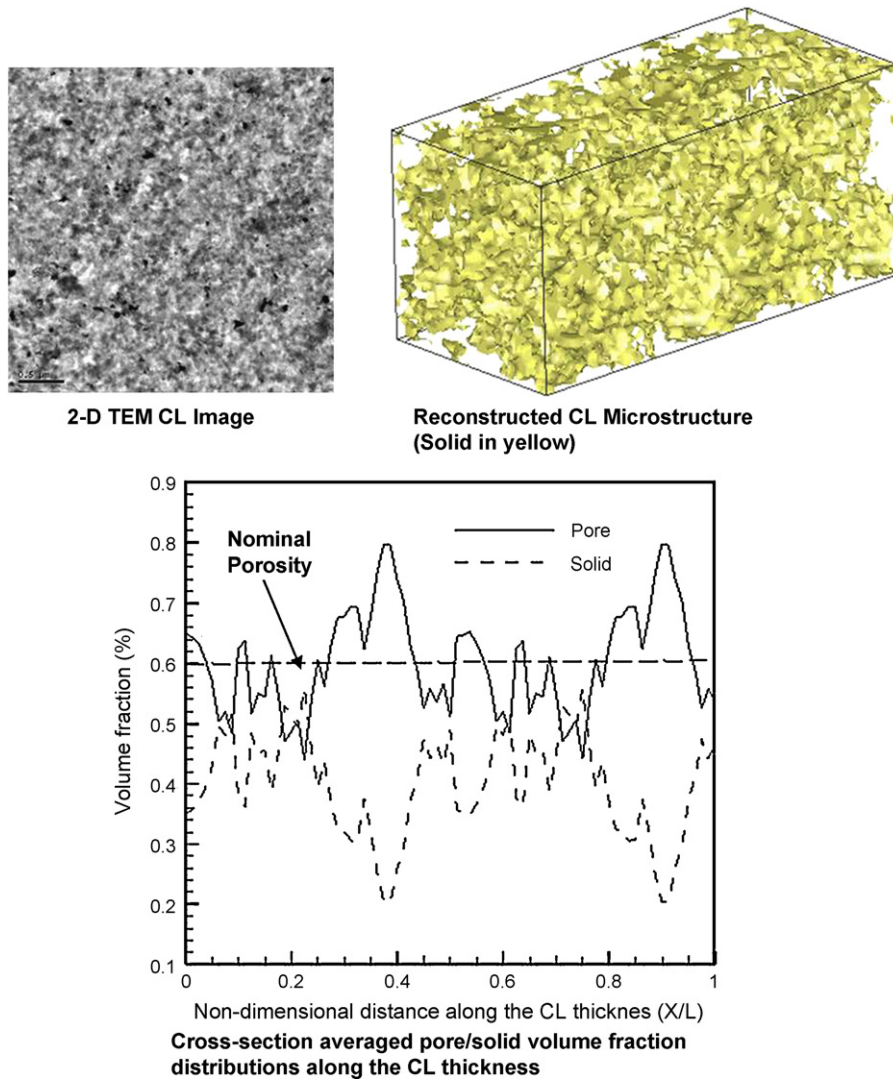 0.5 µm
2-D TEM CL Image
Reconstructed CL Microstructure
(Solid in yellow)
0.9
0.8
0.7
0.6
0.5
0.4
0.3
0.2
0.1
Volume fraction (%)
Nominal
Porosity
Pore
Solid
0 0.2 0.4 0.6 0.8 1
Non-dimensional distance along the CL thicknes (X/L)
Cross-section averaged pore/solid volume fraction
distributions along the CL thickness